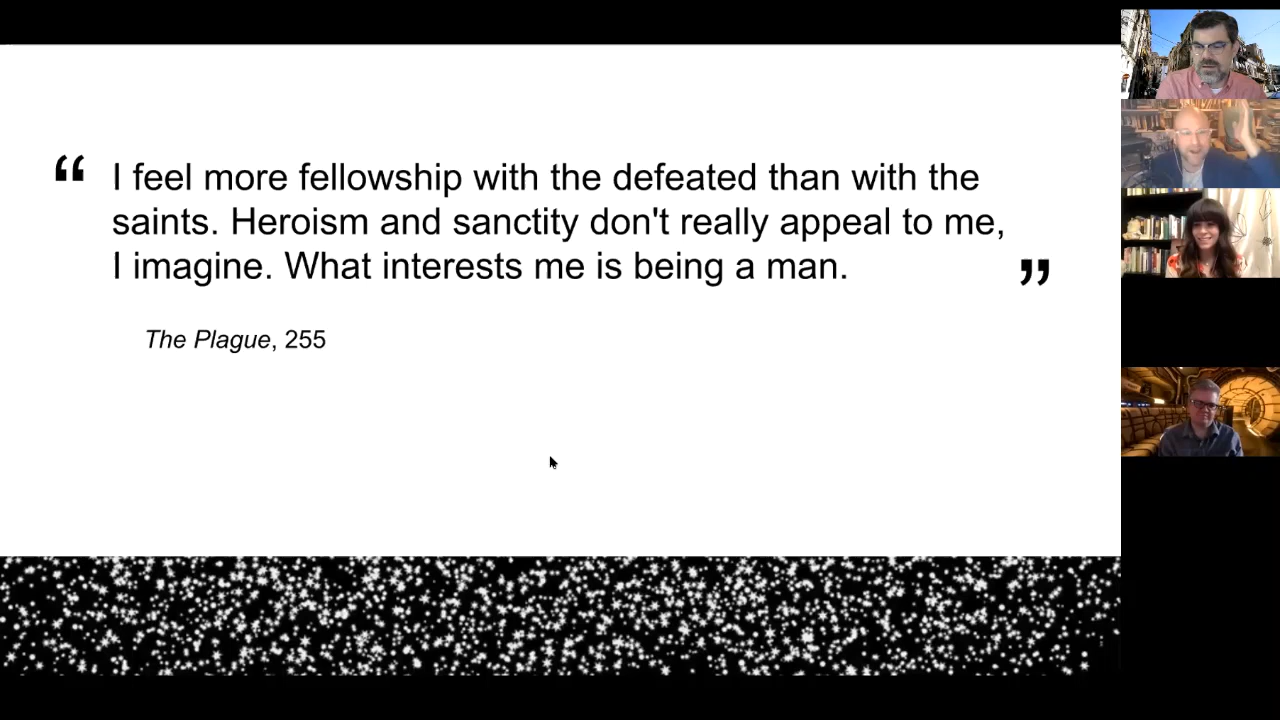 “ I feel more fellowship with the defeated than with the
saints. Heroism and sanctity don't really appeal to me,
I imagine. What interests me is being a man. ”
The Plague, 255